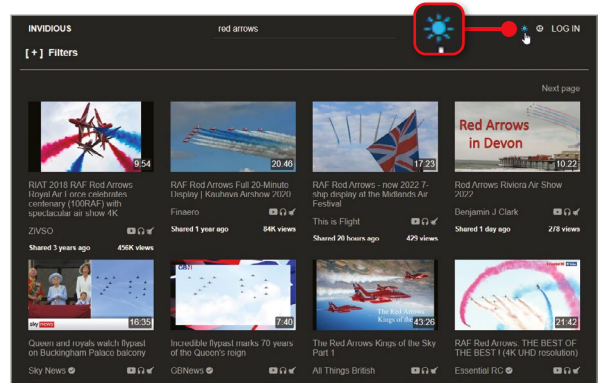 INVIDIOUS red arrows LOG IN
[ + ] Filters
Next page
9:54 20:46 17:23 Red Arrows
in Devon
10:22
RIAT 2018 RAF Red Arrows
Royal Air Force celebrates
centenary (100RAF) with
spectacular air show 4K
ZiVSO
Shared 3 years ago 456K views
RAF Red Arrows Full 20-Minute
Display | Kauhava Airshow 2020
Finaero
Shared 1 year ago 84K views
RAF Red Arrows - now 2022 7-
ship display at the Midlands Air
Festival
This is Flight
Shared 20 hours ago 429 views
Red Arrows Riviera Air Show
2022
Benjamin J Clark
Shared 1 day ago 278 views
sky news
16:35
Queen and royals watch flypast
on Buckingham Palace balcony
Sky News
GB
7:40
Incredible flypast marks 70 years
of the Queen's reign
GBNews
The Red Arrows
Kings of the
43:26
The Red Arrows Kings of the Sky
Part 1
All Things British
21:42
RAF Red Arrows. THE BEST OF
THE BEST ! (4K UHD resolution)
Essential RC